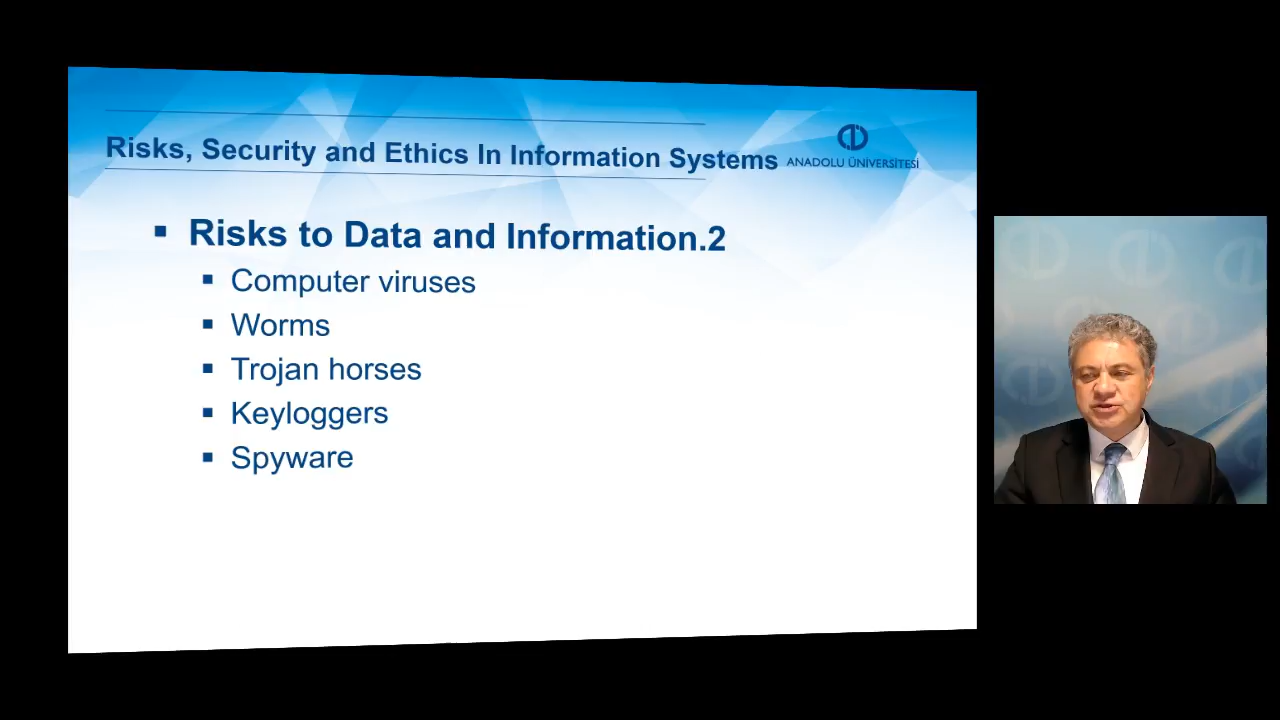 Risks, Security and Ethics In Information Systems
ANADOLU ÜNİVERSİTESİ
▪ Risks to Data and Information.2
▪ Computer viruses
▪ Worms
▪ Trojan horses
▪ Keyloggers
▪ Spyware